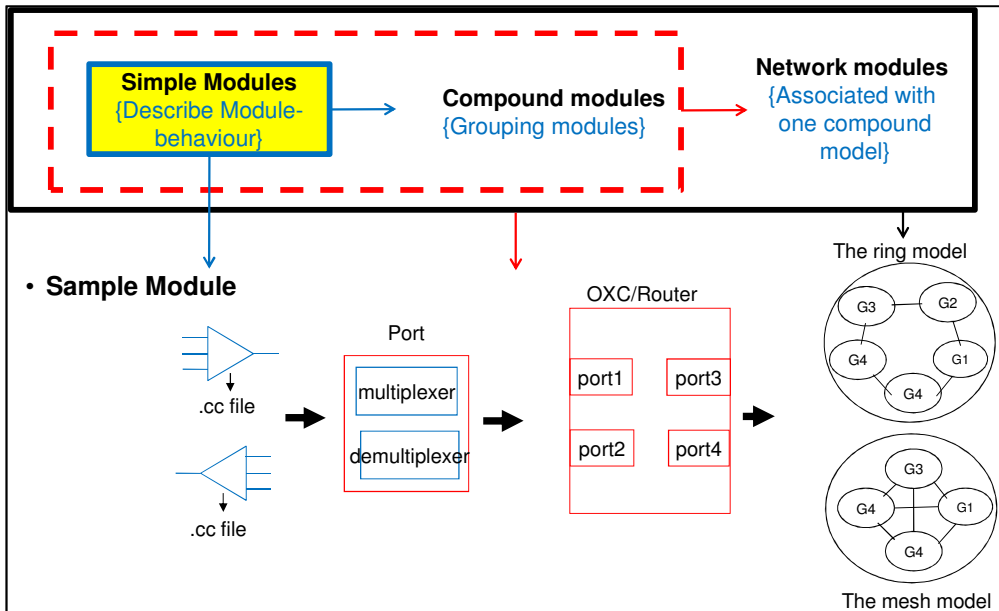 Simple Modules
{Describe Module-
behaviour}
Compound modules
{Grouping modules}
Network modules
{Associated with
one compound
model}
• Sample Module
.cc file
.cc file
Port
multiplexer
demultiplexer
OXC/Router
port1
port3
port2
port4
The ring model
G3
G2
G4
G1
G4
G3
G4
G1
G4
The mesh model